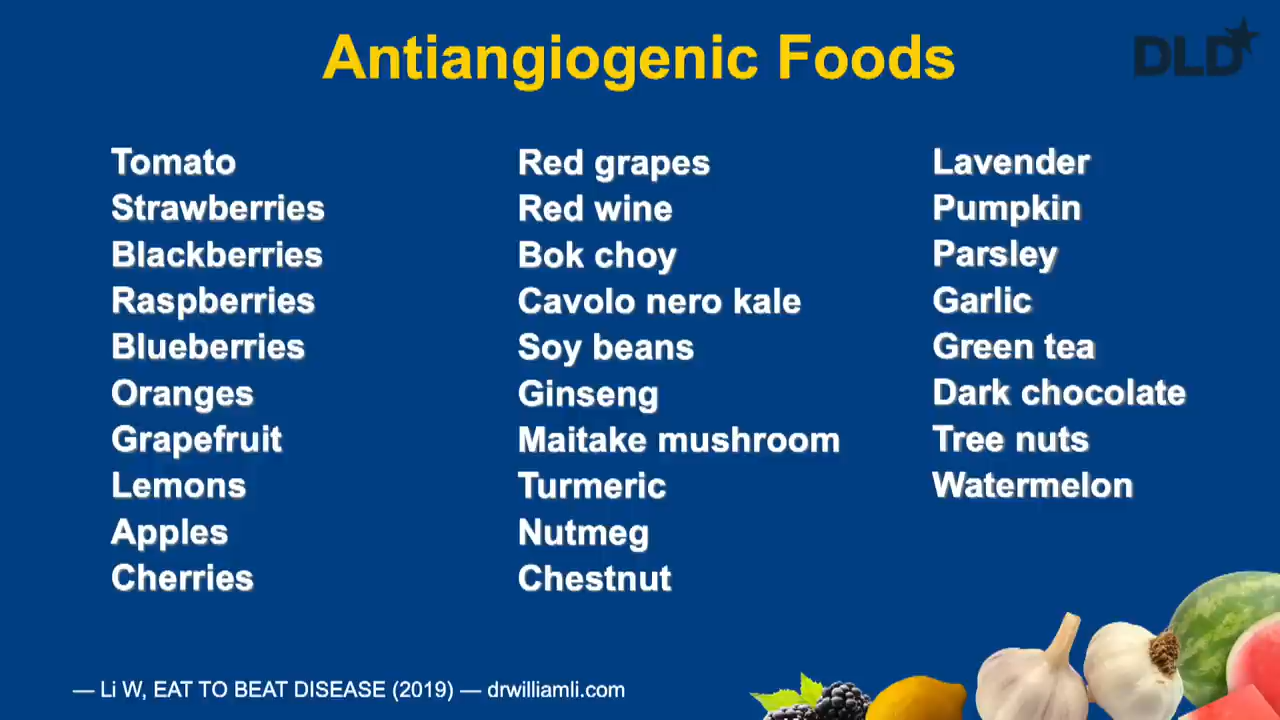 Antiangiogenic Foods
DLD
Tomato
Strawberries
Blackberries
Raspberries
Blueberries
Oranges
Grapefruit
Lemons
Apples
Cherries
Red grapes
Red wine
Bok choy
Cavolo nero kale
Soy beans
Ginseng
Maitake mushroom
Turmeric
Nutmeg
Chestnut
Lavender
Pumpkin
Parsley
Garlic
Green tea
Dark chocolate
Tree nuts
Watermelon
— Li W, EAT TO BEAT DISEASE (2019) — drwilliamli.com